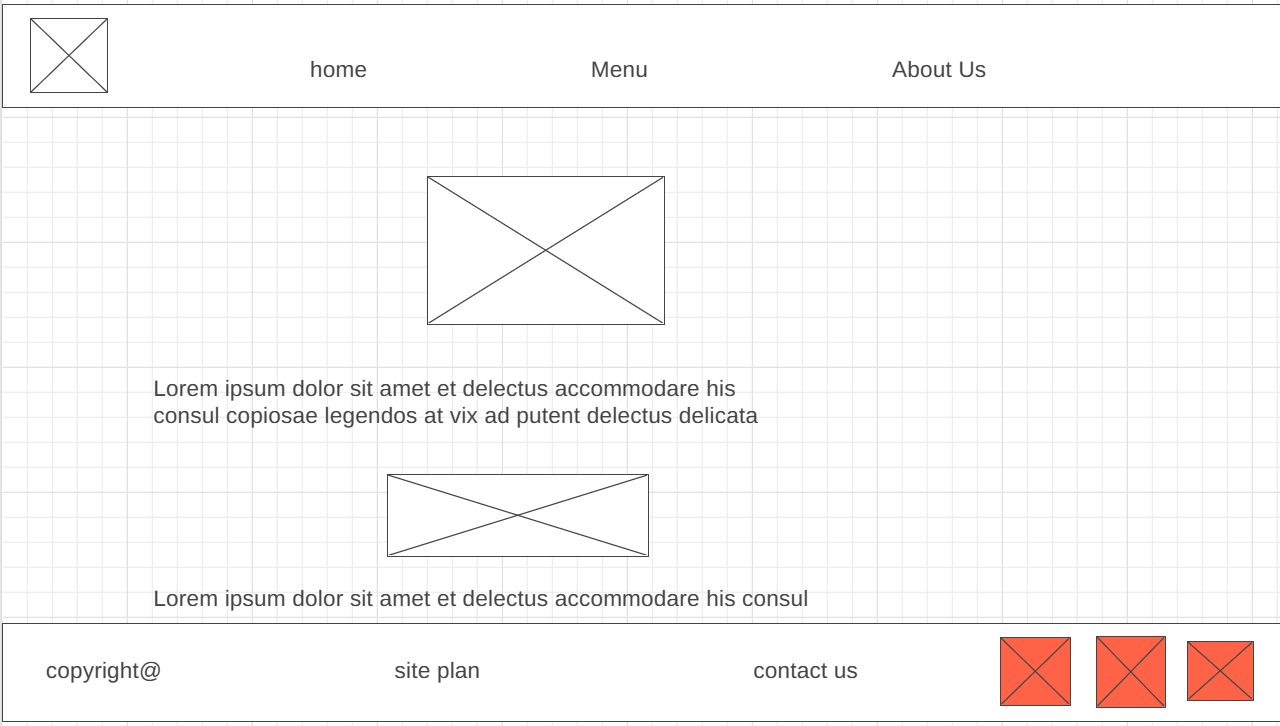 home
Menu
About Us
Lorem ipsum dolor sit amet et delectus accommodare his
consul copiosae legendos at vix ad putent delectus delicata
Lorem ipsum dolor sit amet et delectus accommodare his consul
copyright@
site plan
contact us